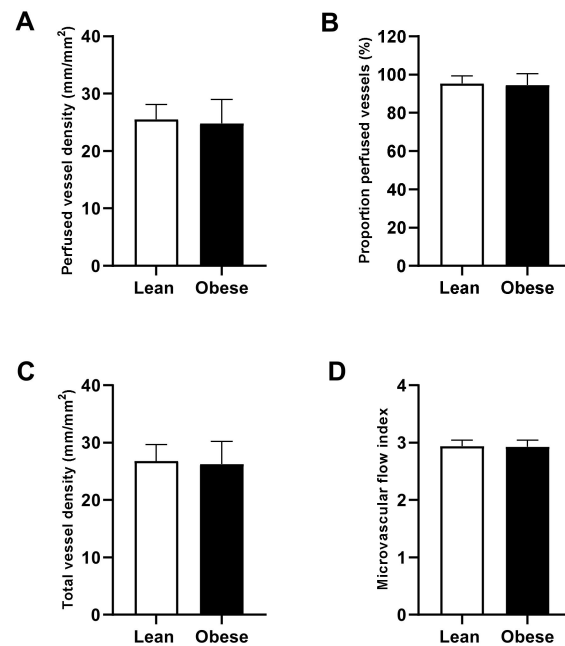 A
Perfused vessel density (mm/mm²)
40
30
20
10
0
Lean Obese
B
Proportion perfused vessels (%)
120
100
80
60
40
20
0
Lean Obese
C
Total vessel density (mm/mm²)
40
30
20
10
0
Lean Obese
D
Microvascular flow index
4
3
2
1
0
Lean Obese